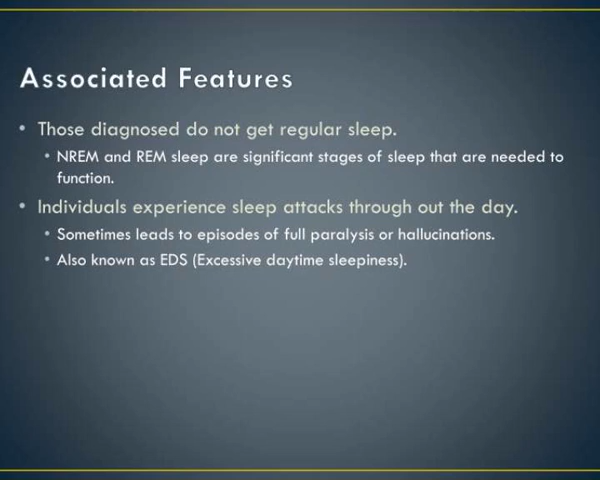 Associated Features
• Those diagnosed do not get regular sleep.
• NREM and REM sleep are significant stages of sleep that are needed to
function.
• Individuals experience sleep attacks through out the day.
• Sometimes leads to episodes of full paralysis or hallucinations.
• Also known as EDS (Excessive daytime sleepiness).